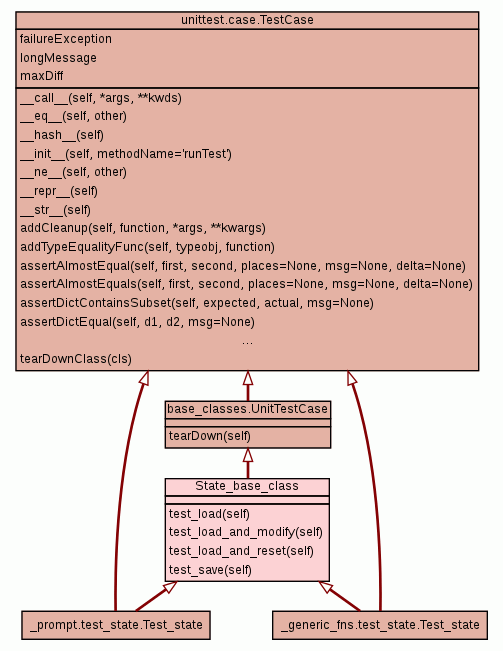 unittest.case.TestCase
failureException
longMessage
maxDiff
__call__(self, *args, **kwds)
__eq__(self, other)
__hash__(self)
__init__(self, methodName='runTest')
__ne__(self, other)
__repr__(self)
__str__(self)
addCleanup(self, function, *args, **kwargs)
addTypeEqualityFunc(self, typeobj, function)
assertAlmostEqual(self, first, second, places=None, msg=None, delta=None)
assertAlmostEquals(self, first, second, places=None, msg=None, delta=None)
assertDictContainsSubset(self, expected, actual, msg=None)
assertDictEqual(self, d1, d2, msg=None)
...
tearDownClass(cls)
base_classes.UnitTestCase
tearDown(self)
State_base_class
test_load(self)
test_load_and_modify(self)
test_load_and_reset(self)
test_save(self)
_prompt.test_state.Test_state
_generic_fns.test_state.Test_state